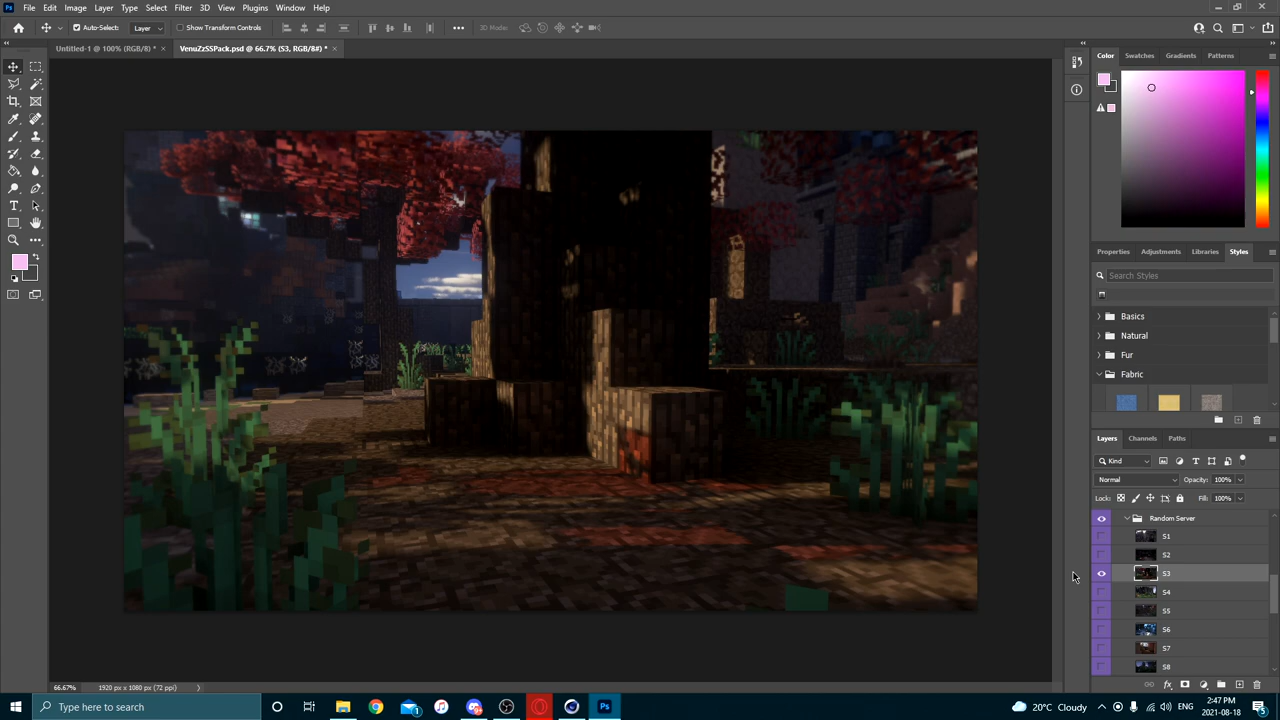 File Edit Image Layer Type Select Filter 3D View Plugins Window Help
Auto-Select: Layer Show Transform Controls 3D Mode:
Untitled-1 @ 100% (RGB/8) * × VenuZzSSPack.psd @ 66.7% (S3, RGB/8#) * ×
Color Swatches Gradients Patterns
Properties Adjustments Libraries Styles
Search Styles
Basics
Natural
Fur
Fabric
Layers Channels Paths
Kind
Normal Opacity: 100%
Lock: Fill: 100%
Random Server
S1
S2
S3
S4
S5
S6
S7
S8
66.67% 1920 px x 1080 px (72 ppi)
Type here to search
20°C Cloudy
2:47 PM
2021-08-18